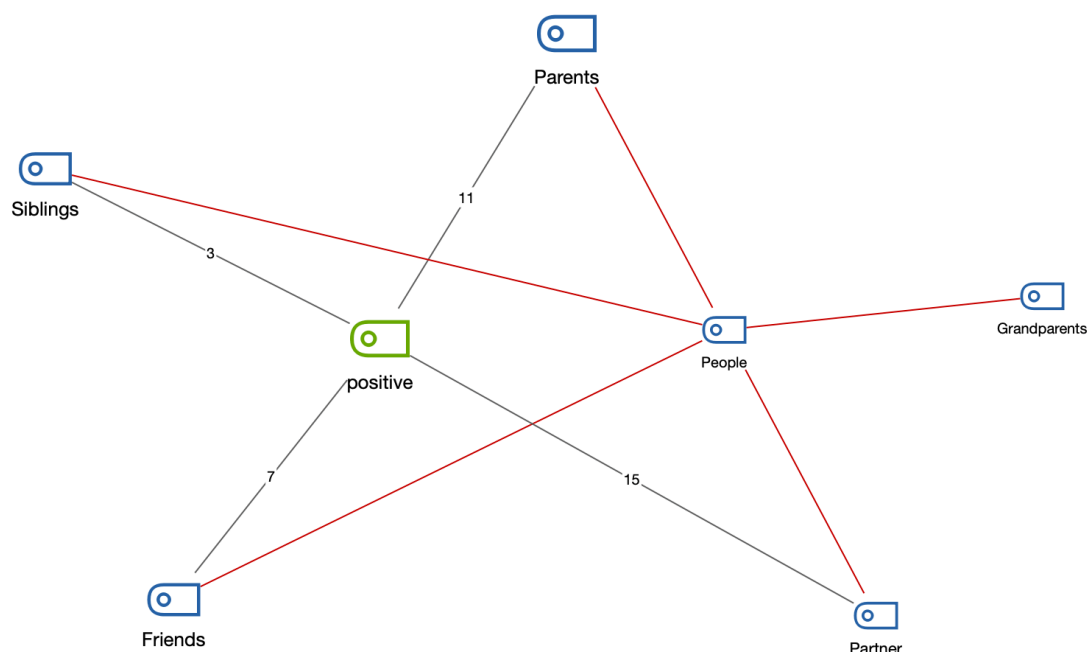 Parents
11
Siblings
3
Grandparents
People
positive
7
15
Friends
Partner